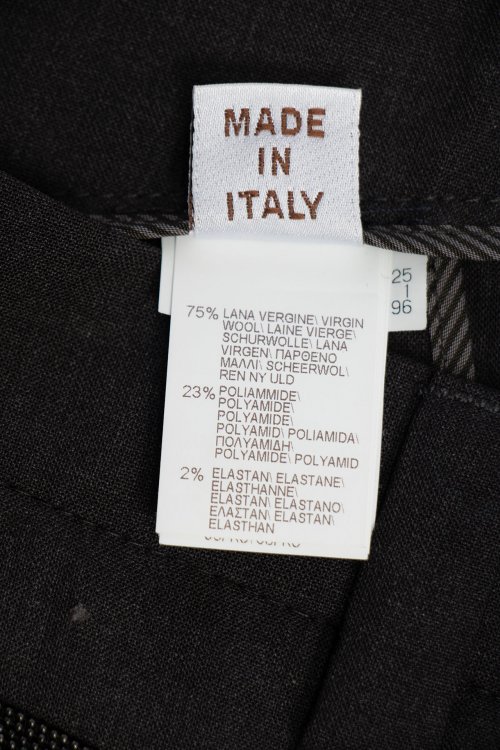 MADE
IN
ITALY
25
1
96
75% LANA VERGINE\ VIRGIN
WOOL\ LAINE VIERGE\
SCHURWOLLE\ LANA
VIRGEN\ ΠΑΡΘΕΝΟ
ΜΑΛΛΙ\ SCHEERWOL\
REN NY ULD
23% POLIAMMIDE\
POLYAMIDE\
POLYAMIDE\
POLYAMID\ POLIAMIDA\
ΠΟΛΥΑΜΙΔΗ\
POLYAMIDE\ POLYAMID
2% ELASTAN\ ELASTANE\
ELASTHANNE\
ELASTAN\ ELASTANO\
ΕΛΑΣΤΑΝ\ ELASTAN\
ELASTHAN